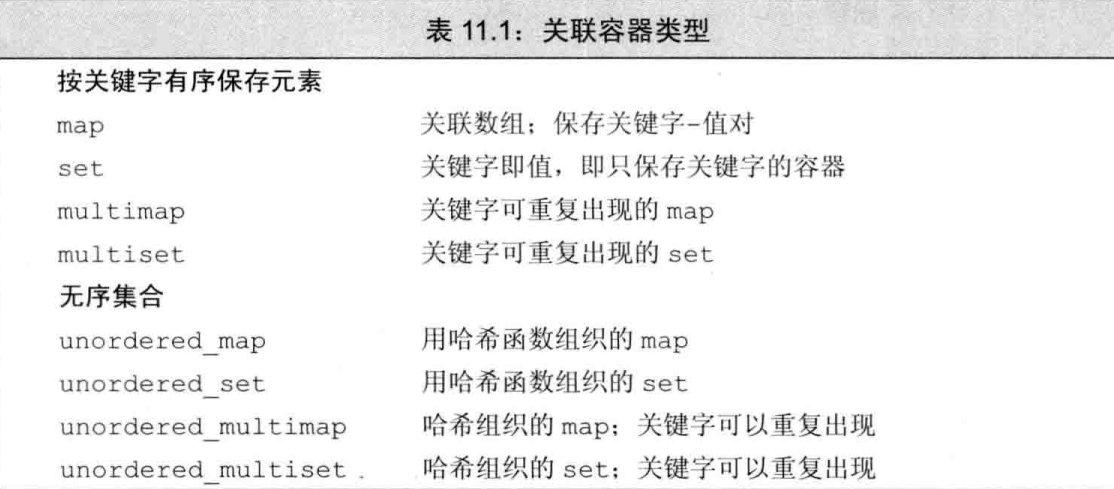 表 11.1：关联容器类型
按关键字有序保存元素
map 关联数组；保存关键字-值对
set 关键字即值，即只保存关键字的容器
multimap 关键字可重复出现的 map
multiset 关键字可重复出现的 set
无序集合
unordered_map 用哈希函数组织的 map
unordered_set 用哈希函数组织的 set
unordered_multimap 哈希组织的 map；关键字可以重复出现
unordered_multiset 哈希组织的 set；关键字可以重复出现